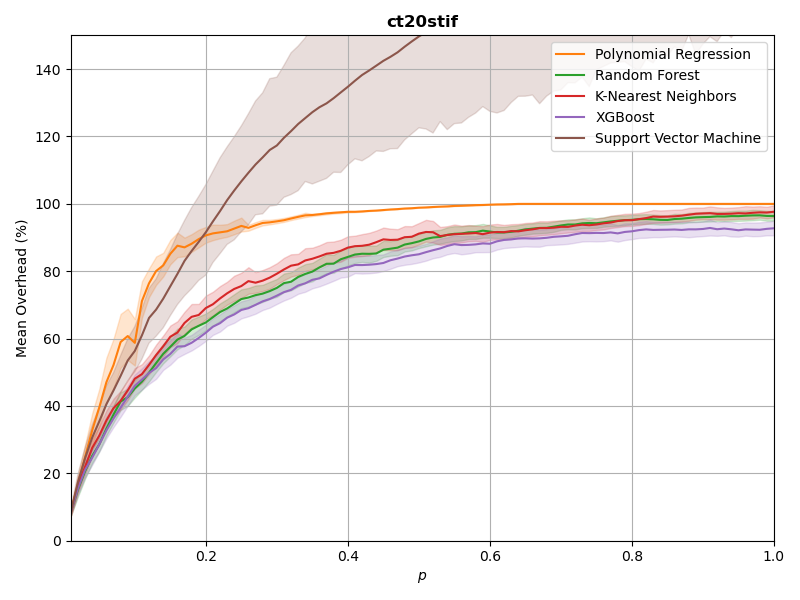 ct20stif
Mean Overhead (%)
140
120
100
80
60
40
20
0
Polynomial Regression
Random Forest
K-Nearest Neighbors
XGBoost
Support Vector Machine
0.2 0.4 0.6 0.8 1.0
p